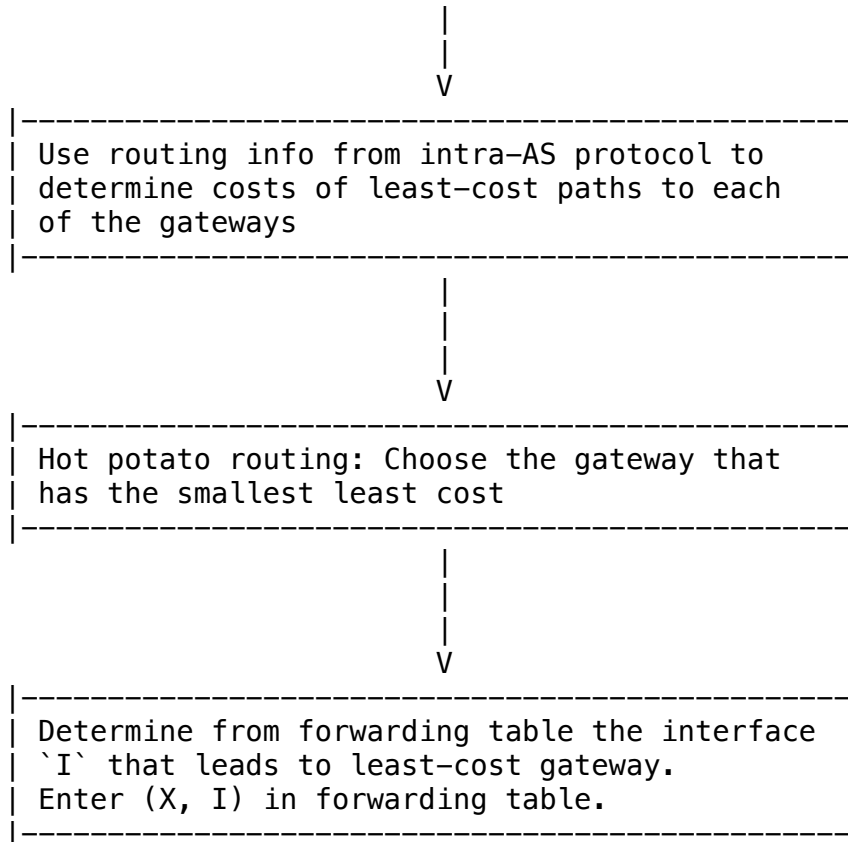 |
|
V
|------------------------------------------------
| Use routing info from intra-AS protocol to
| determine costs of least-cost paths to each
| of the gateways
|------------------------------------------------
|
|
|
V
|------------------------------------------------
| Hot potato routing: Choose the gateway that
| has the smallest least cost
|------------------------------------------------
|
|
|
V
|------------------------------------------------
| Determine from forwarding table the interface
| `I` that leads to least-cost gateway.
| Enter (X, I) in forwarding table.
|------------------------------------------------